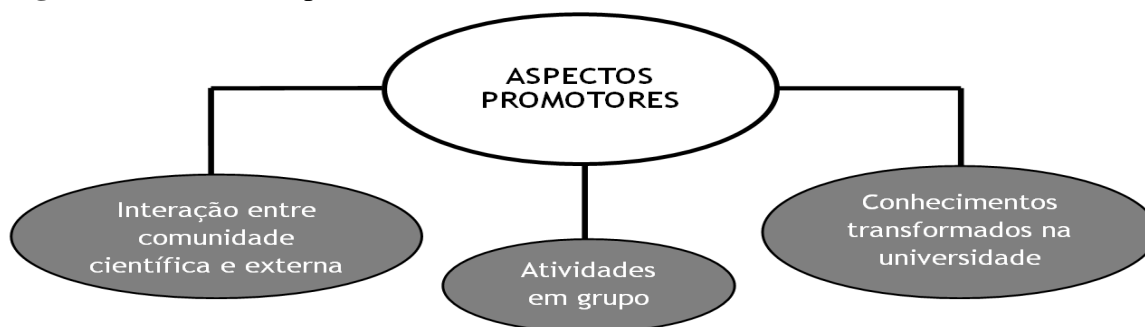 ASPECTOS
PROMOTORES
Interação entre
comunidade
científica e externa
Atividades
em grupo
Conhecimentos
transformados na
universidade